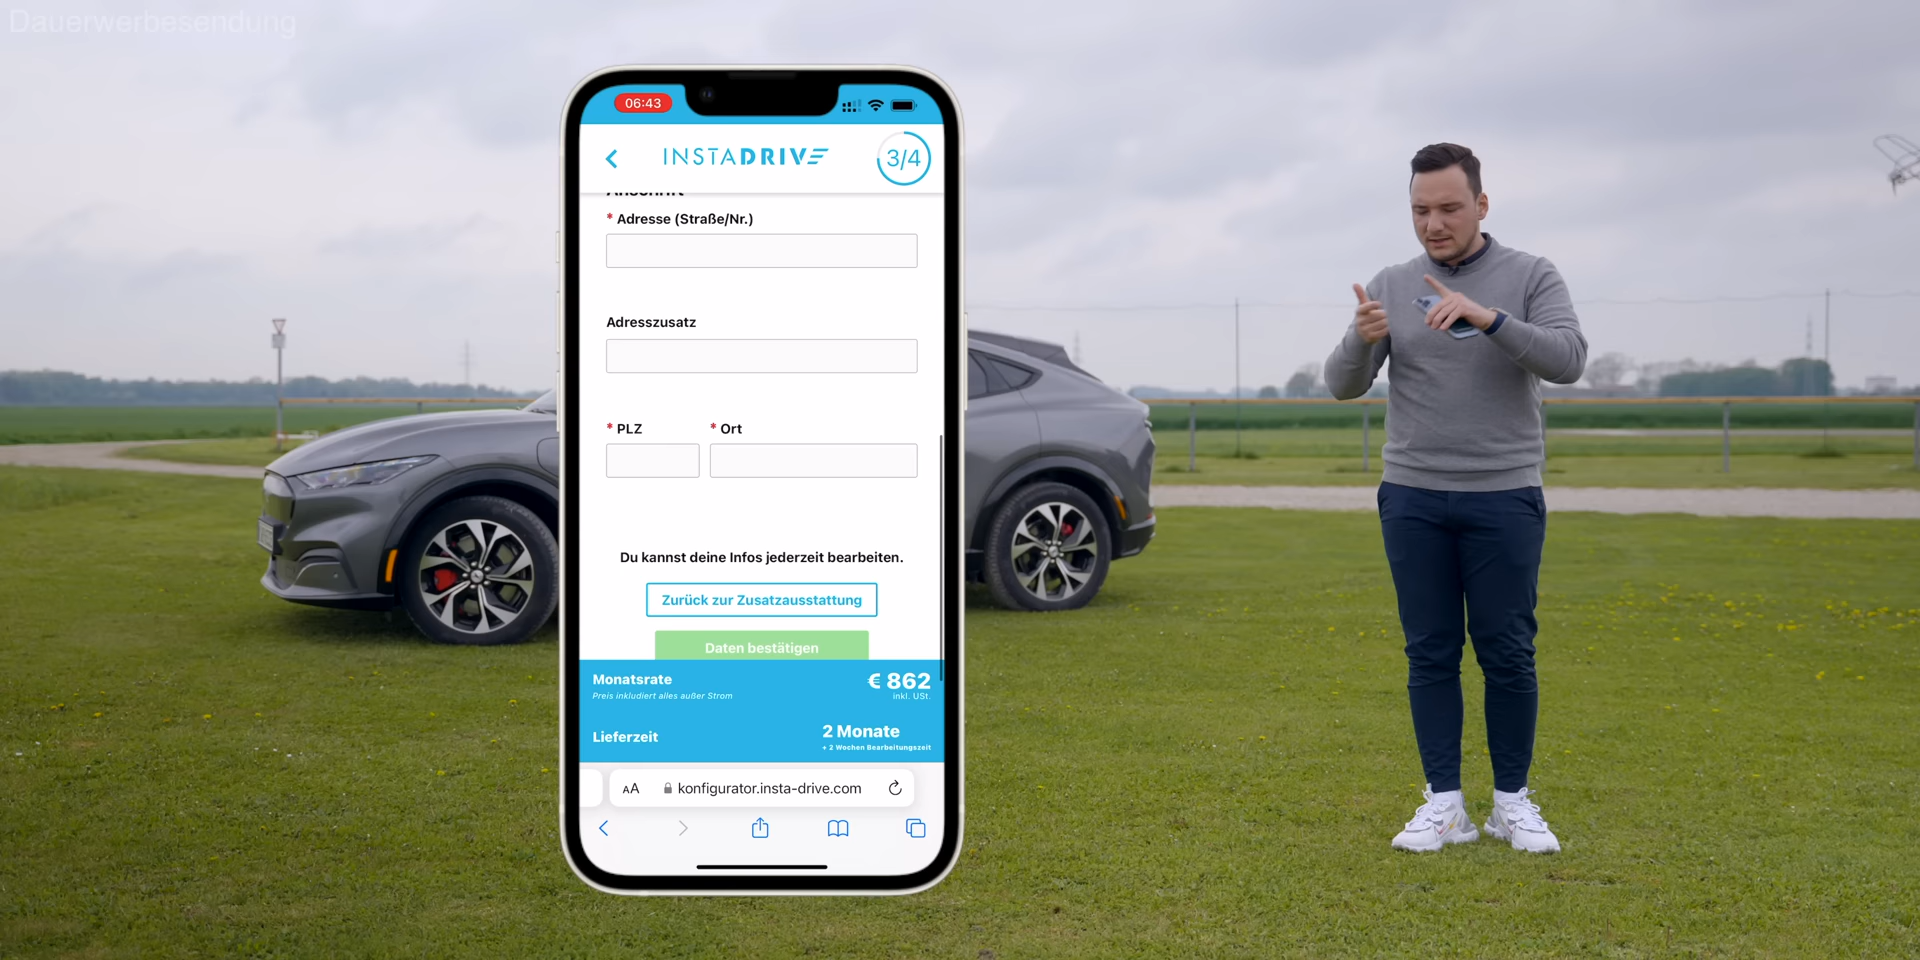 Dauerwerbesendung
06:43
INSTADRIVE
3/4
Anschrift
* Adresse (Straße/Nr.)
Adresszusatz
* PLZ * Ort
Du kannst deine Infos jederzeit bearbeiten.
Zurück zur Zusatzausstattung
Daten bestätigen
Monatsrate € 862
Preis inkludiert alles außer Strom inkl. USt.
Lieferzeit 2 Monate
+ 2 Wochen Bearbeitungszeit
AA konfigurator.insta-drive.com